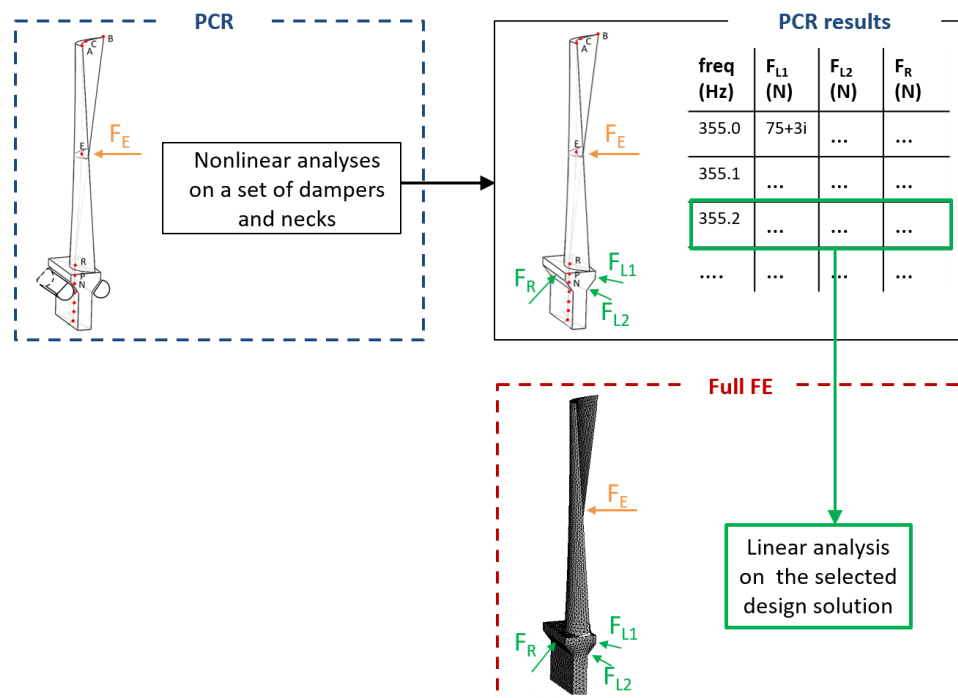 PCR
B
C
A
E
F_E
R
P
N
Nonlinear analyses
on a set of dampers
and necks
PCR results
B
C
A
E
F_E
R
P
N
F_R
F_L1
F_L2
freq F_L1 F_L2 F_R
(Hz) (N) (N) (N)
355.0 75+3i ... ...
355.1 ... ... ...
355.2 ... ... ...
.... ... ... ...
Full FE
F_E
F_R
F_L1
F_L2
Linear analysis
on the selected
design solution